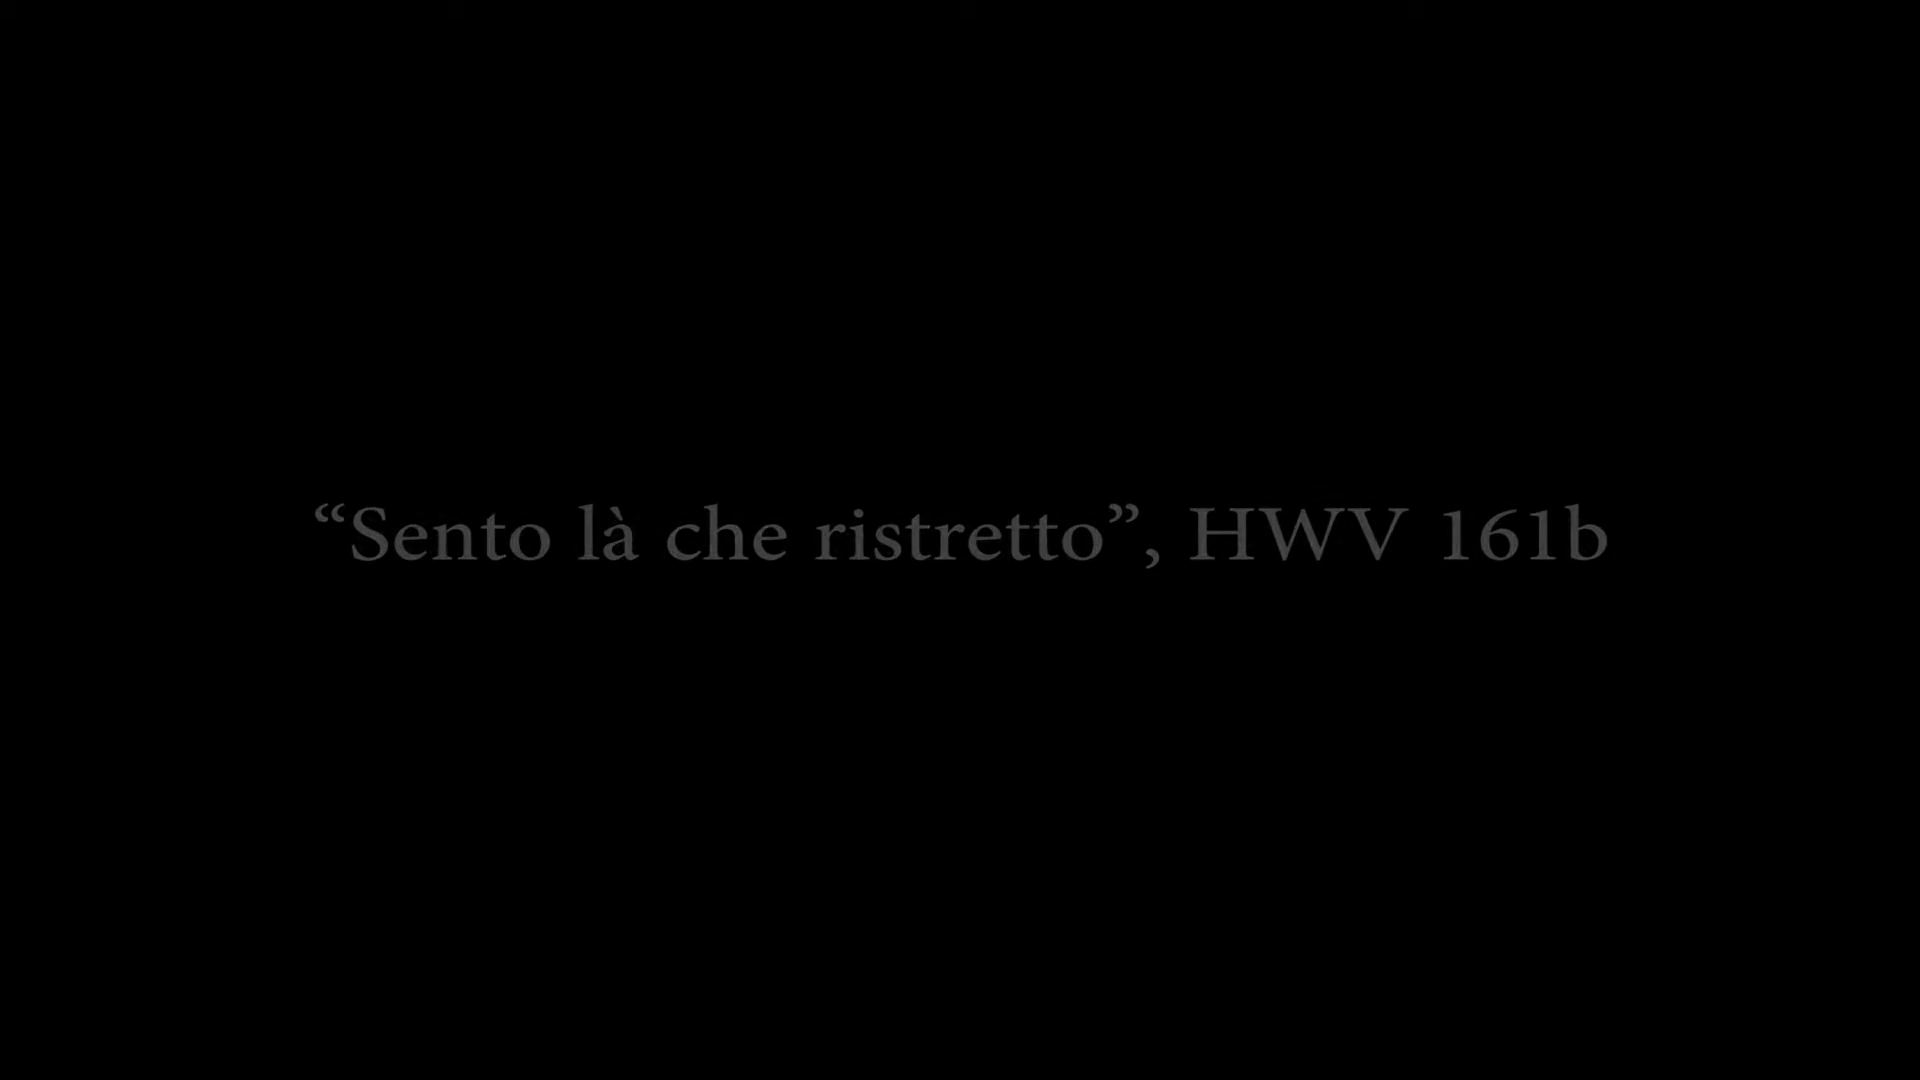 “Sento là che ristretto”, HWV 161b